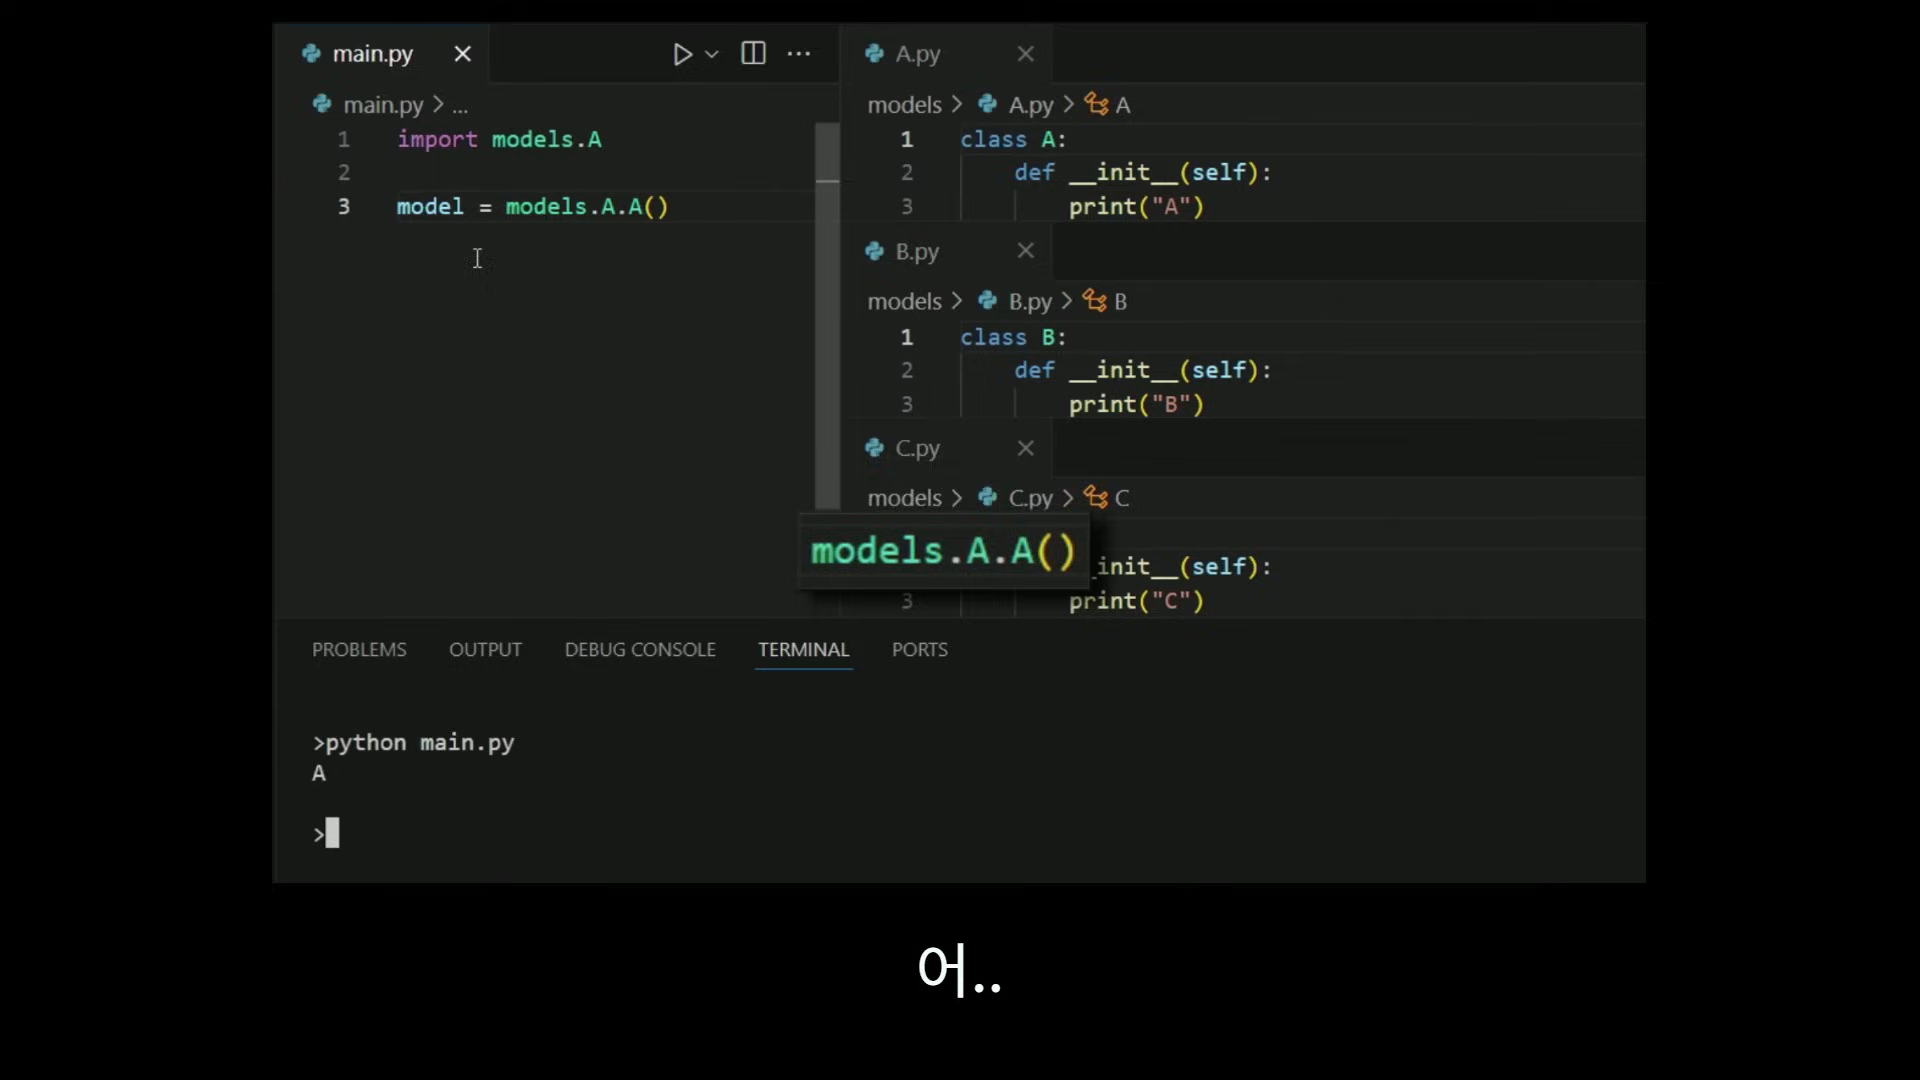 main.py
main.py > ...
1 import models.A
2
3 model = models.A.A()
A.py
models > A.py > A
1 class A:
2 def __init__(self):
3 print("A")
B.py
models > B.py > B
1 class B:
2 def __init__(self):
3 print("B")
C.py
models > C.py > C
models.A.A()
_init__(self):
3 print("C")
PROBLEMS OUTPUT DEBUG CONSOLE TERMINAL PORTS
>python main.py
A
>
어..